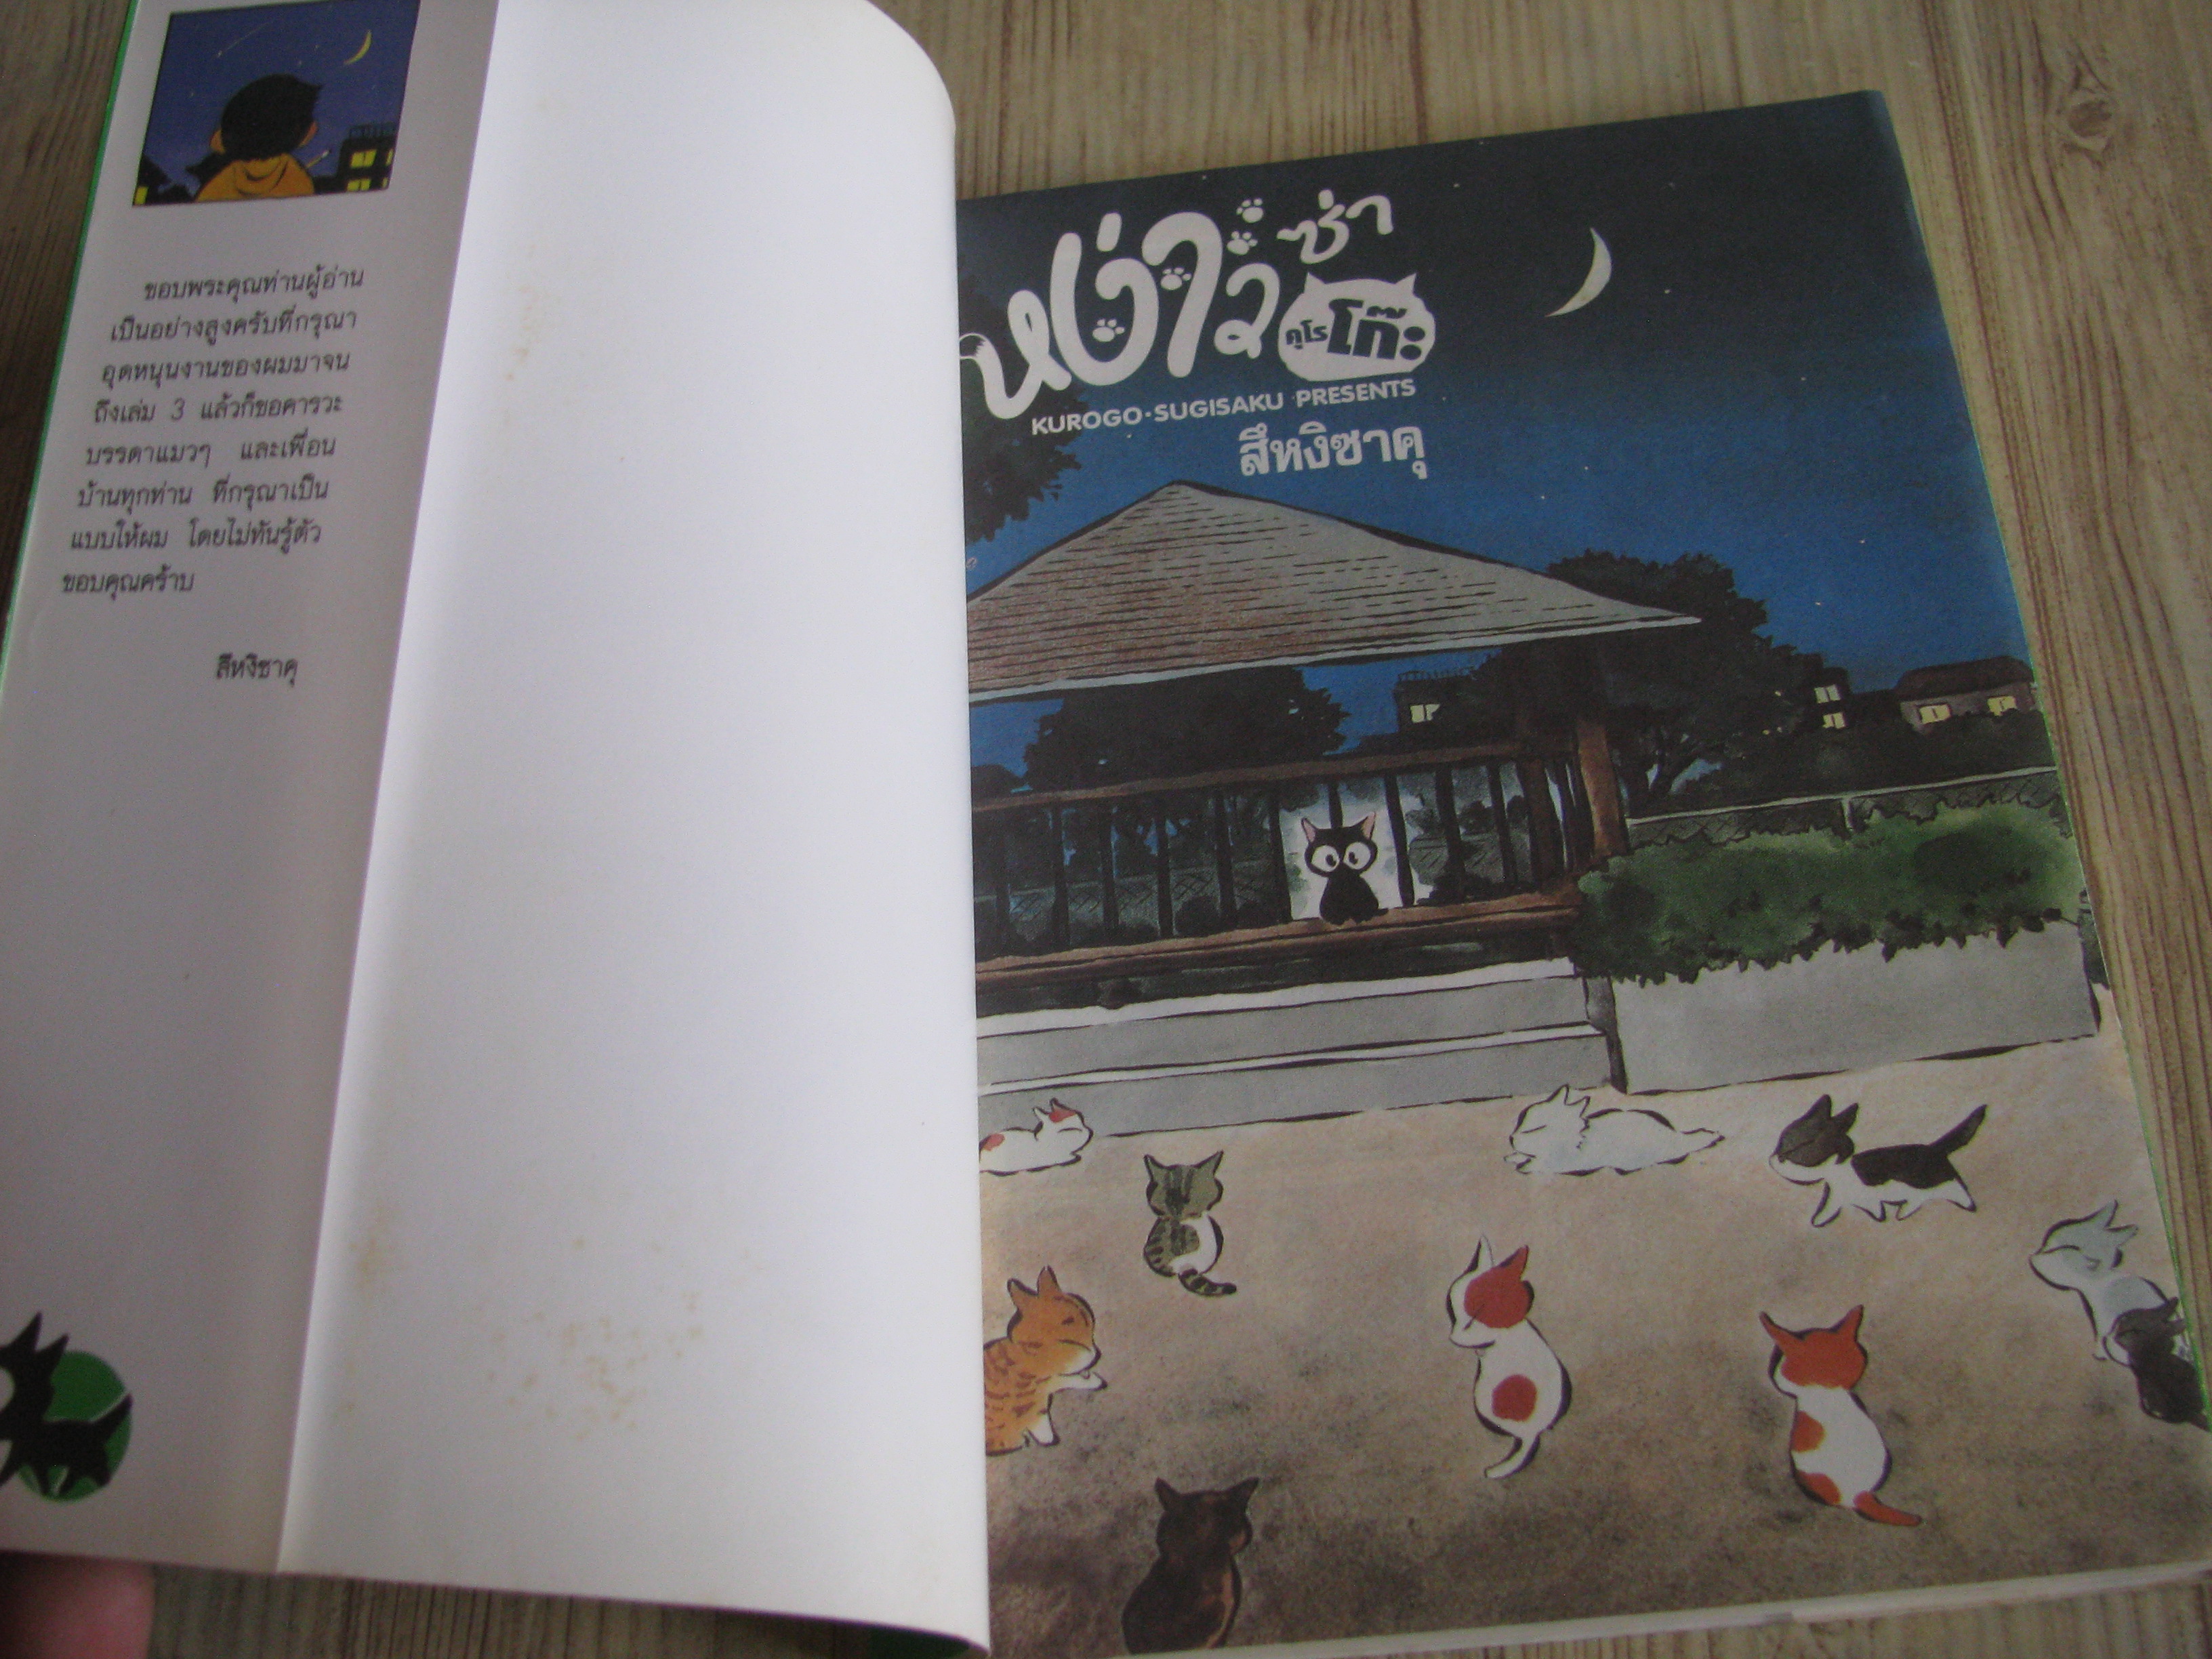 ขอบพระคุณท่านผู้อ่าน
เป็นอย่างสูงครับที่กรุณา
อุดหนุนงานของผมมาจน
ถึงเล่ม 3 แล้วก็ขอคารวะ
บรรดาแมวๆ และเพื่อน
บ้านทุกท่าน ที่กรุณาเป็น
แบบให้ผม โดยไม่ทันรู้ตัว
ขอบคุณคร้าบ
สึหงิซาคุ
หง่าว ซ่า
คุโร โก๊ะ
KUROGO·SUGISAKU PRESENTS
สึหงิซาคุ